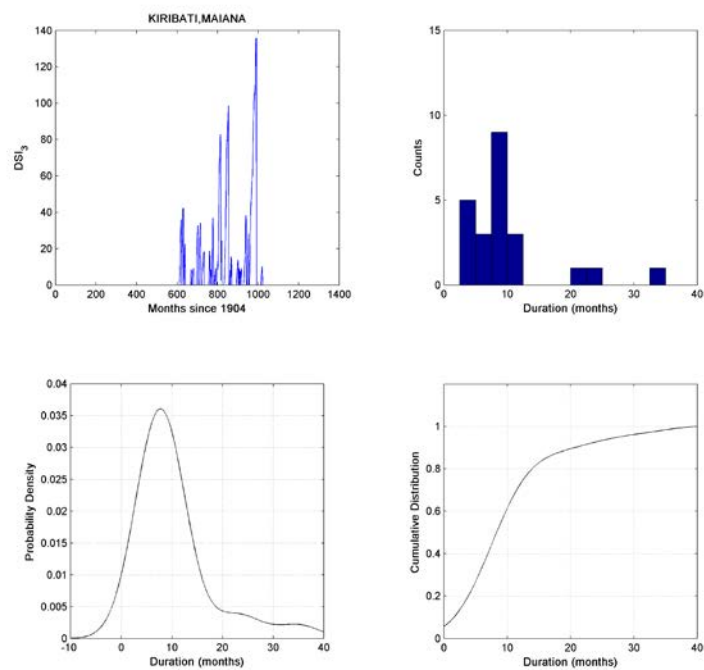 KIRIBATI,MAIANA
140
120
100
80
60
40
20
0
DSI3
0 200 400 600 800 1000 1200 1400
Months since 1904
15
10
5
0
Counts
0 10 20 30 40
Duration (months)
0.04
0.035
0.03
0.025
0.02
0.015
0.01
0.005
0
Probability Density
-10 0 10 20 30 40
Duration (months)
1
0.8
0.6
0.4
0.2
0
Cumulative Distribution
0 10 20 30 40
Duration (months)